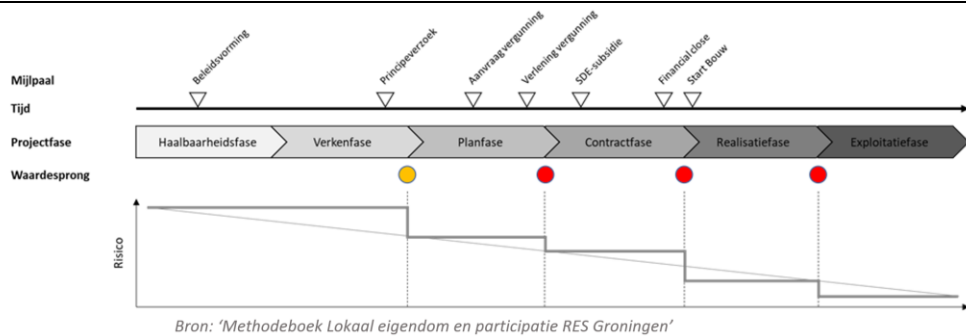 Mijlpaal
Beleidsvorming
Principeverzoek
Aanvraag vergunning
Verlening vergunning
SDE-subsidie
Financial close
Start Bouw
Tijd
Projectfase
Haalbaarheidsfase
Verkenfase
Planfase
Contractfase
Realisatiefase
Exploitatiefase
Waardesprong
Risico
Bron: ‘Methodeboek Lokaal eigendom en participatie RES Groningen’